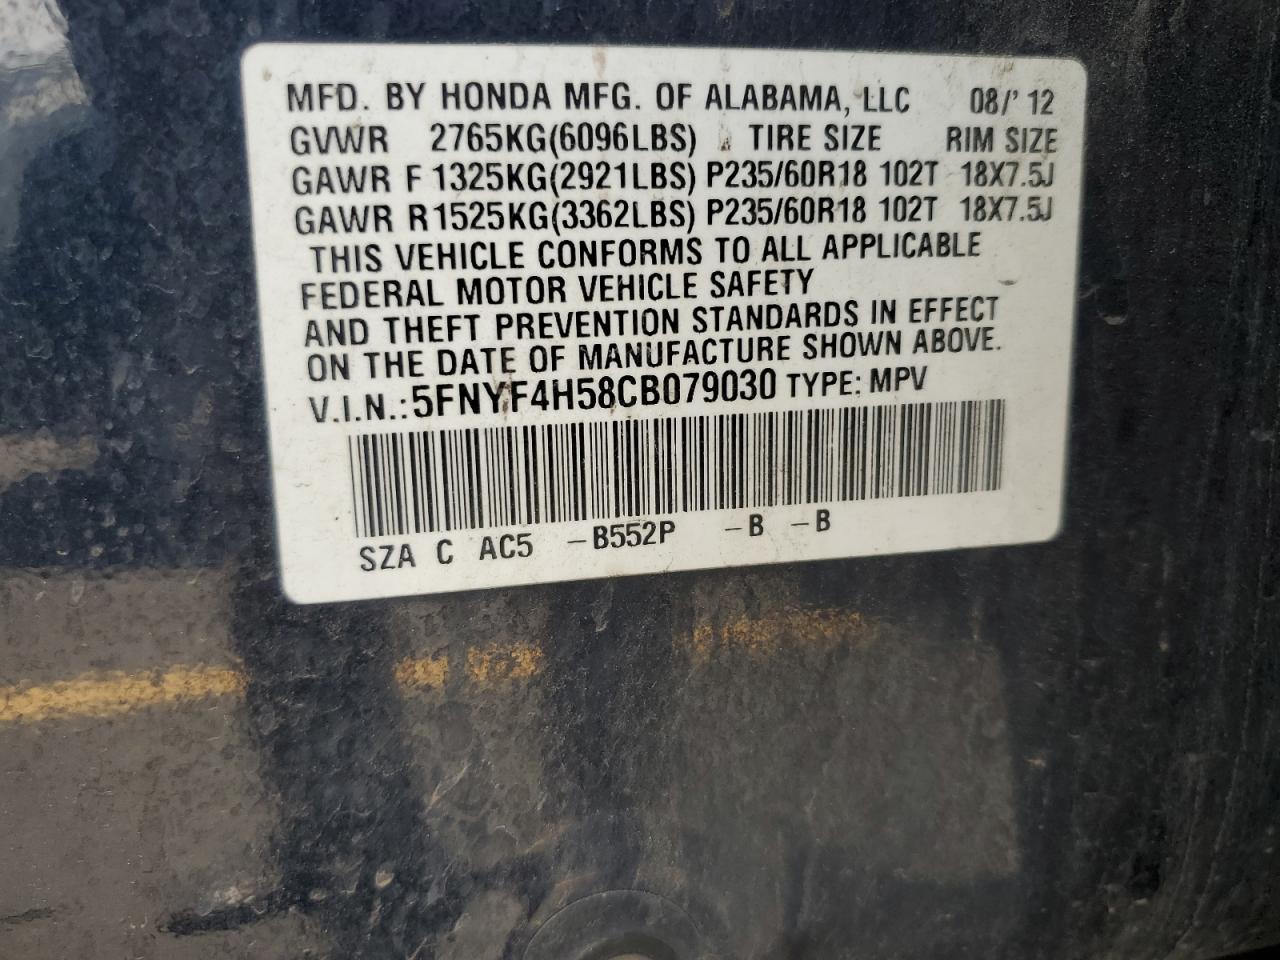 MFD. BY HONDA MFG. OF ALABAMA, LLC 08/' 12
GVWR 2765KG(6096LBS) TIRE SIZE RIM SIZE
GAWR F 1325KG(2921LBS) P235/60R18 102T 18X7.5J
GAWR R1525KG(3362LBS) P235/60R18 102T 18X7.5J
THIS VEHICLE CONFORMS TO ALL APPLICABLE
FEDERAL MOTOR VEHICLE SAFETY
AND THEFT PREVENTION STANDARDS IN EFFECT
ON THE DATE OF MANUFACTURE SHOWN ABOVE.
V.I.N.: 5FNYF4H58CB079030 TYPE: MPV
SZA C AC5 -B552P -B -B